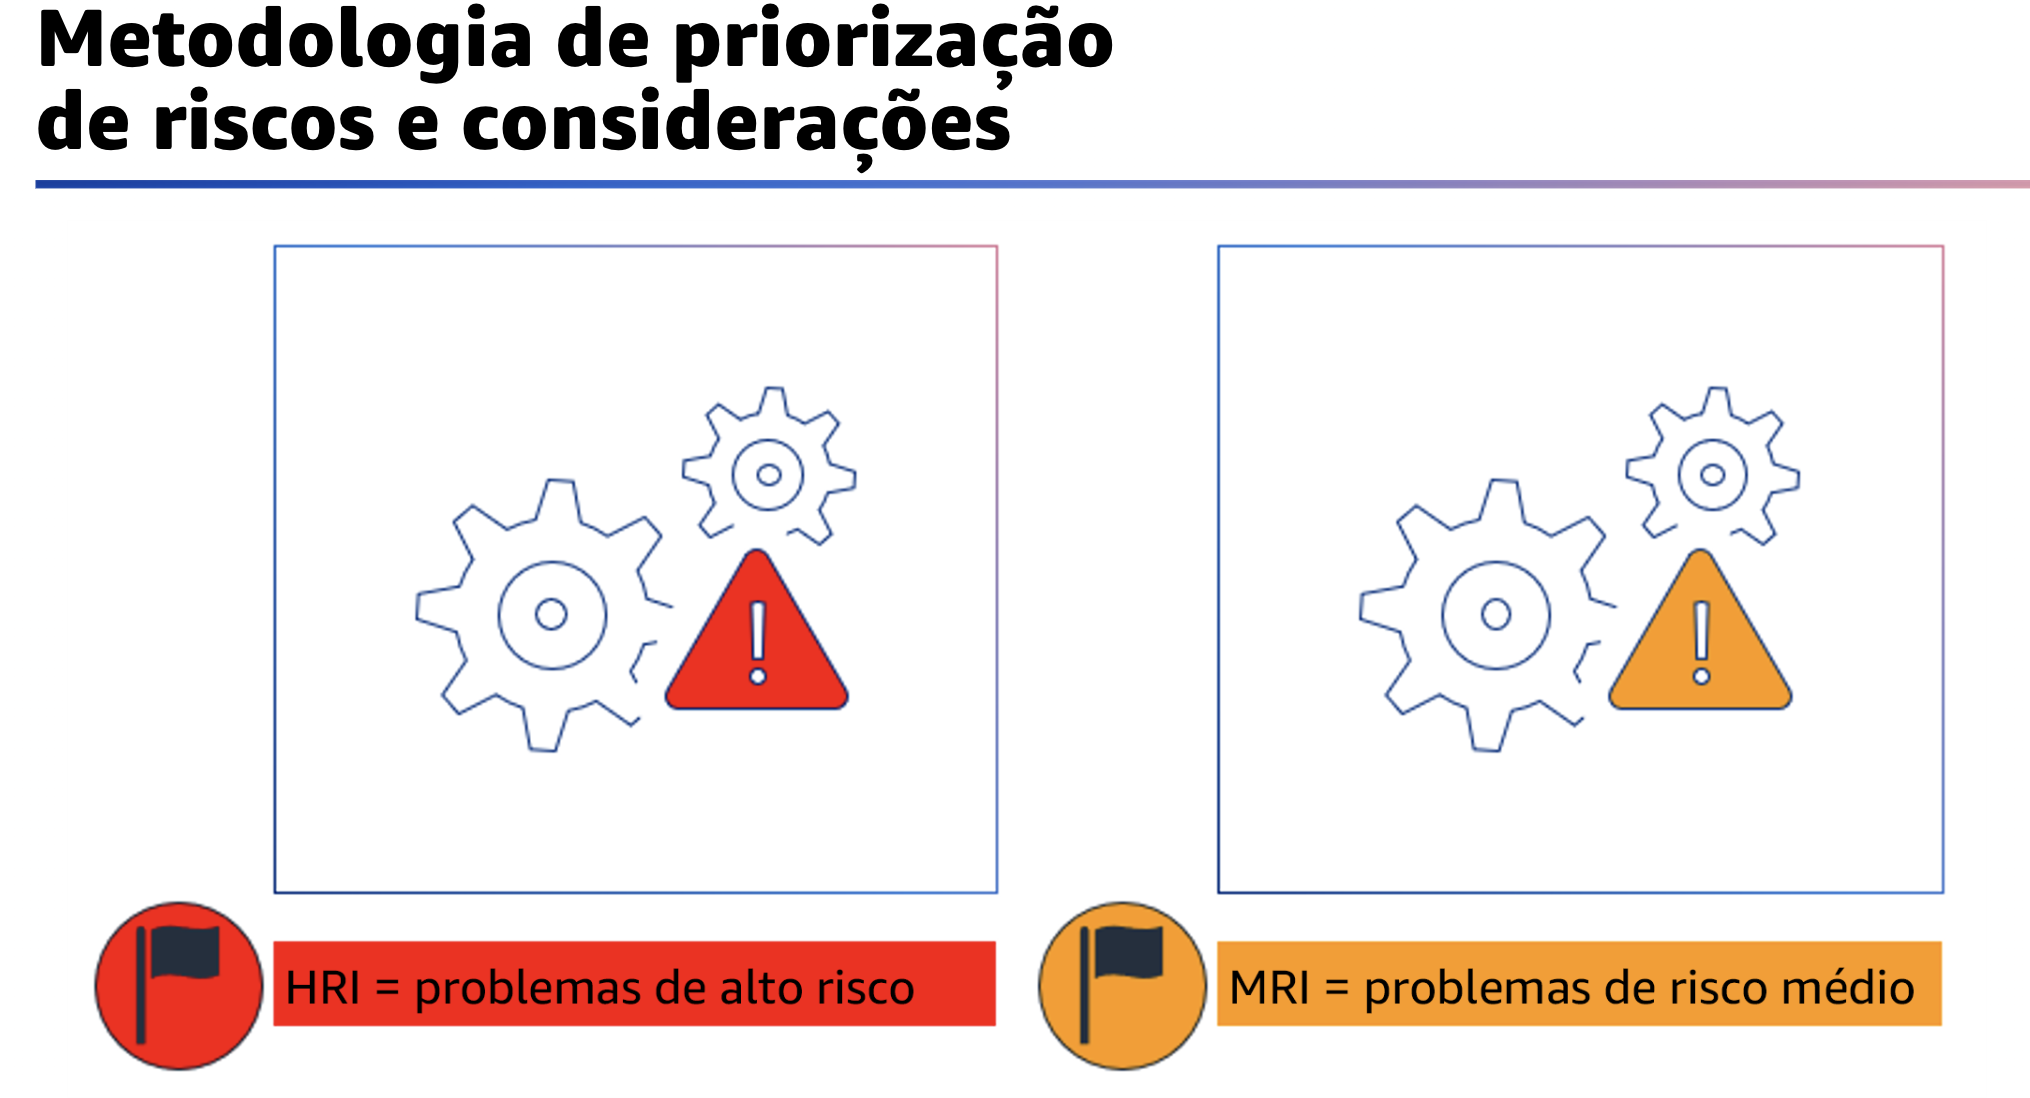 Metodologia de priorização
de riscos e considerações
HRI = problemas de alto risco
MRI = problemas de risco médio